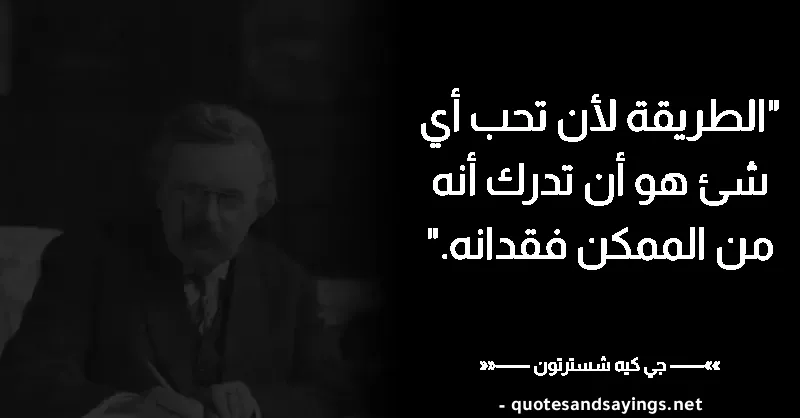 "الطريقة لأن تحب أي
شئ هو أن تدرك أنه
من الممكن فقدانه."
»»—— جي كيه شسترتون ——««
- quotesandsayings.net